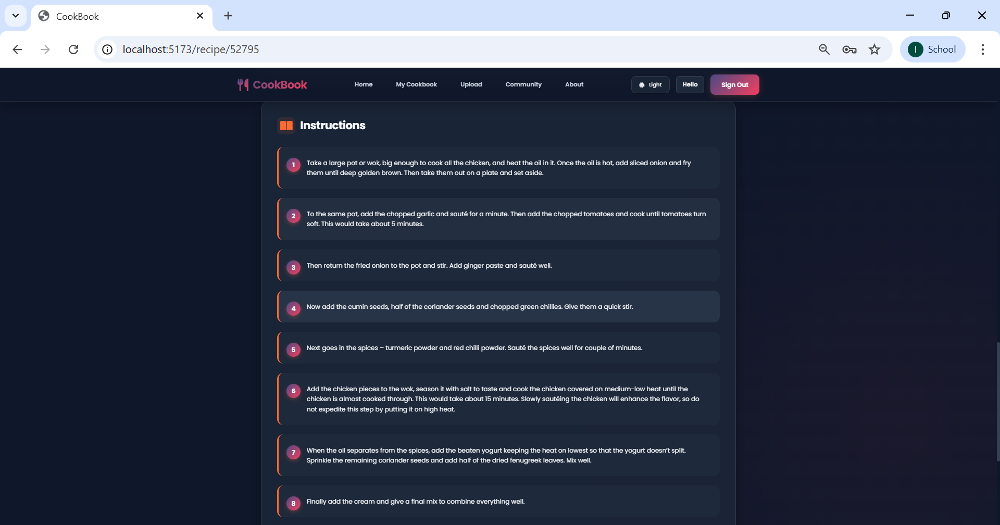 CookBook
localhost:5173/recipe/52795
I
School
CookBook
Home
My Cookbook
Upload
Community
About
Light
Hello
Sign Out
Instructions
1
Take a large pot or wok, big enough to cook all the chicken, and heat the oil in it. Once the oil is hot, add sliced onion and fry
them until deep golden brown. Then take them out on a plate and set aside.
2
To the same pot, add the chopped garlic and sauté for a minute. Then add the chopped tomatoes and cook until tomatoes turn
soft. This would take about 5 minutes.
3
Then return the fried onion to the pot and stir. Add ginger paste and sauté well.
4
Now add the cumin seeds, half of the coriander seeds and chopped green chillies. Give them a quick stir.
5
Next goes in the spices – turmeric powder and red chilli powder. Sauté the spices well for couple of minutes.
6
Add the chicken pieces to the wok, season it with salt to taste and cook the chicken covered on medium-low heat until the
chicken is almost cooked through. This would take about 15 minutes. Slowly sautéing the chicken will enhance the flavor, so do
not expedite this step by putting it on high heat.
7
When the oil separates from the spices, add the beaten yogurt keeping the heat on lowest so that the yogurt doesn’t split.
Sprinkle the remaining coriander seeds and add half of the dried fenugreek leaves. Mix well.
8
Finally add the cream and give a final mix to combine everything well.